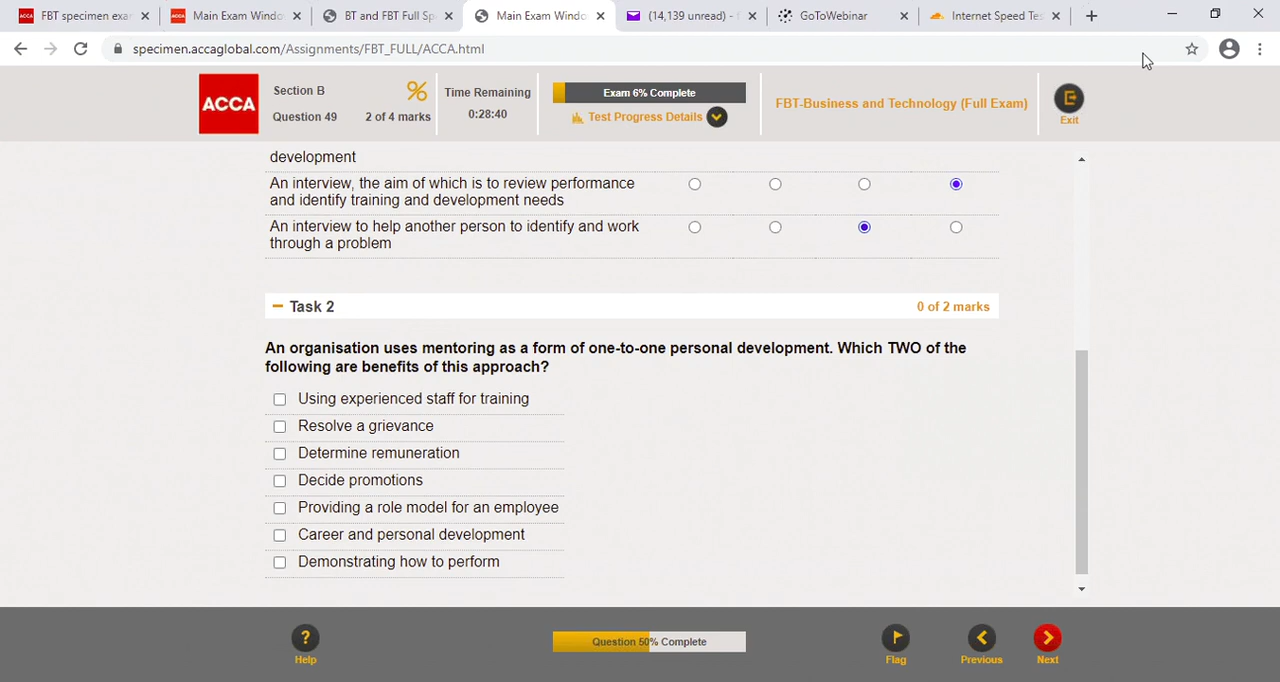 FBT specimen exar
Main Exam Windo
BT and FBT Full Sp
Main Exam Windo
(14,139 unread) - f
GoToWebinar
Internet Speed Tes
specimen.accaglobal.com/Assignments/FBT_FULL/ACCA.html
ACCA
Section B
Question 49
%
2 of 4 marks
Time Remaining
0:28:40
Exam 6% Complete
Test Progress Details
FBT-Business and Technology (Full Exam)
Exit
development
An interview, the aim of which is to review performance
and identify training and development needs
An interview to help another person to identify and work
through a problem
Task 2
0 of 2 marks
An organisation uses mentoring as a form of one-to-one personal development. Which TWO of the
following are benefits of this approach?
Using experienced staff for training
Resolve a grievance
Determine remuneration
Decide promotions
Providing a role model for an employee
Career and personal development
Demonstrating how to perform
?
Help
Question 50% Complete
Flag
Previous
Next